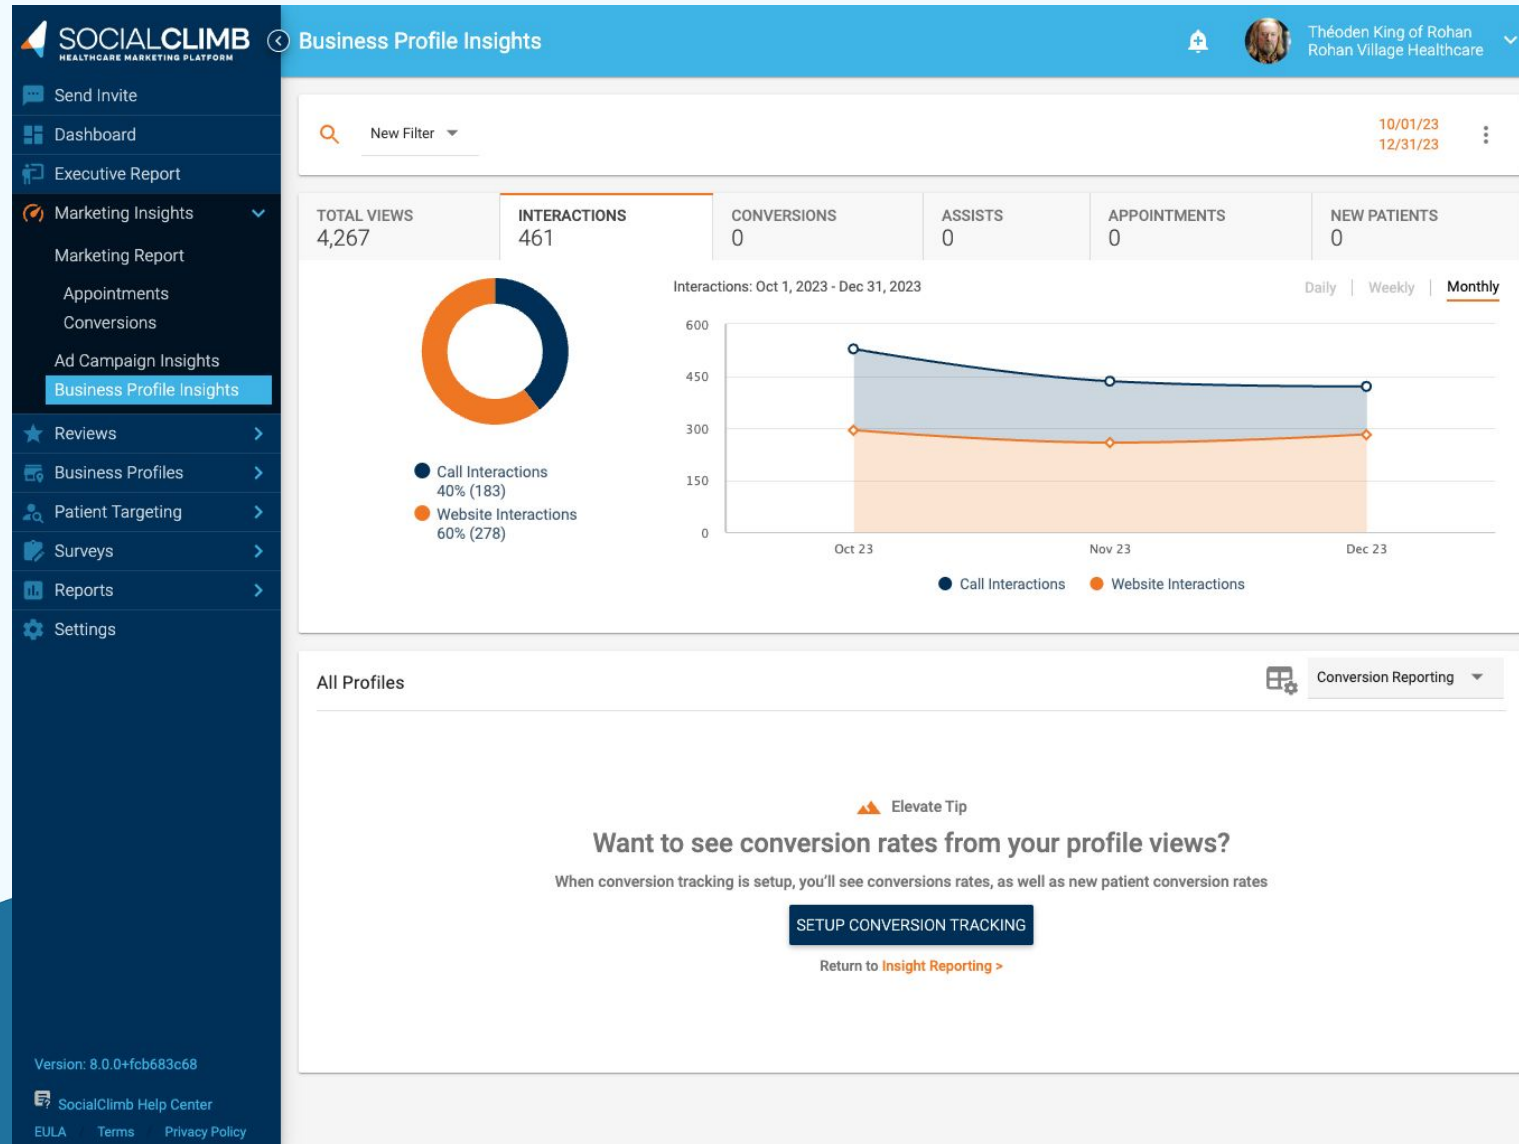 SOCIALCLIMB
HEALTHCARE MARKETING PLATFORM
Business Profile Insights
Théoden King of Rohan
Rohan Village Healthcare
Send Invite
Dashboard
Executive Report
Marketing Insights
Marketing Report
Appointments
Conversions
Ad Campaign Insights
Business Profile Insights
Reviews
Business Profiles
Patient Targeting
Surveys
Reports
Settings
Version: 8.0.0+fcb683c68
SocialClimb Help Center
EULA Terms Privacy Policy
New Filter
10/01/23
12/31/23
TOTAL VIEWS
4,267
INTERACTIONS
461
CONVERSIONS
0
ASSISTS
0
APPOINTMENTS
0
NEW PATIENTS
0
Call Interactions
40% (183)
Website Interactions
60% (278)
Interactions: Oct 1, 2023 - Dec 31, 2023
Daily | Weekly | Monthly
600
450
300
150
0
Oct 23 Nov 23 Dec 23
Call Interactions Website Interactions
All Profiles
Conversion Reporting
Elevate Tip
Want to see conversion rates from your profile views?
When conversion tracking is setup, you'll see conversions rates, as well as new patient conversion rates
SETUP CONVERSION TRACKING
Return to Insight Reporting >